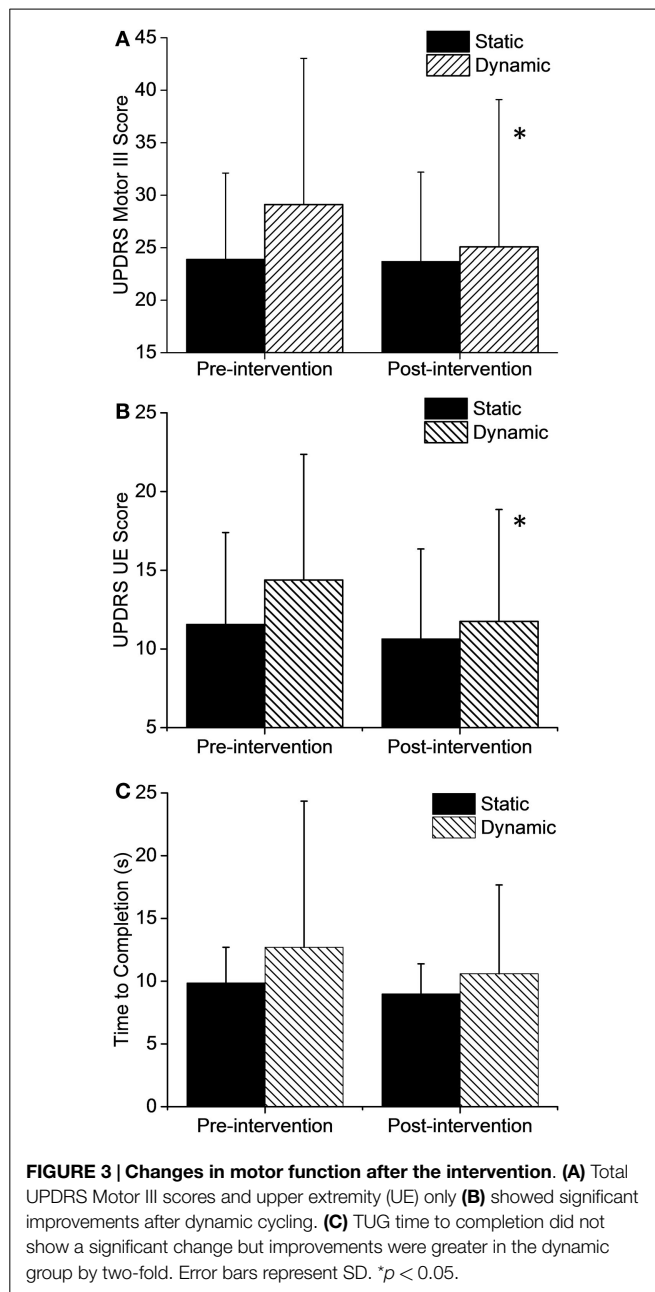 A
Static
Dynamic
UPDRS Motor III Score
45
40
35
30
25
20
15
*
Pre-intervention
Post-intervention
B
Static
Dynamic
UPDRS UE Score
25
20
15
10
5
*
Pre-intervention
Post-intervention
C
Static
Dynamic
Time to Completion (s)
25
20
15
10
5
0
Pre-intervention
Post-intervention
FIGURE 3 | Changes in motor function after the intervention. (A) Total
UPDRS Motor III scores and upper extremity (UE) only (B) showed significant
improvements after dynamic cycling. (C) TUG time to completion did not
show a significant change but improvements were greater in the dynamic
group by two-fold. Error bars represent SD. *p < 0.05.